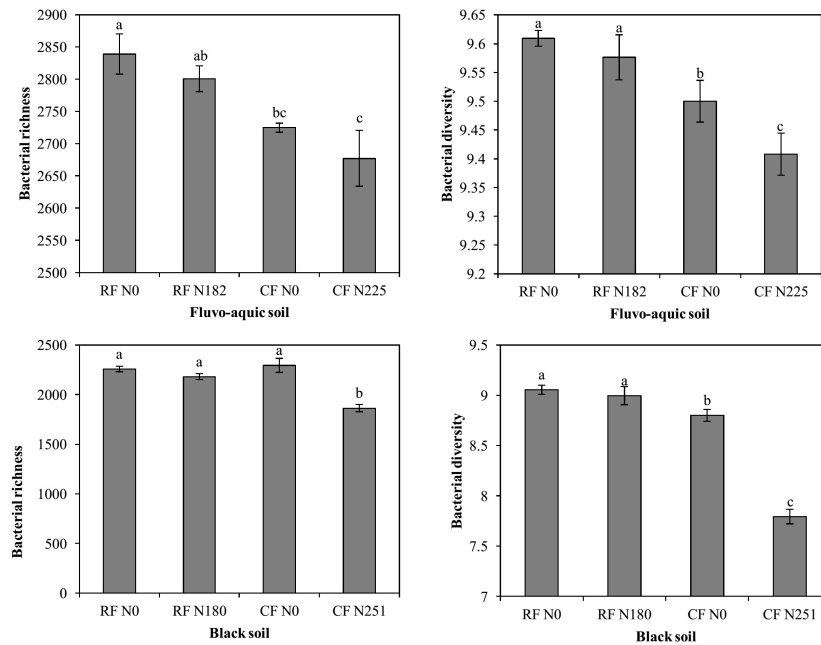 2900
2850
2800
2750
2700
2650
2600
2550
2500
Bacterial richness
a
ab
bc
c
RF N0 RF N182 CF N0 CF N225
Fluvo-aquic soil
9.65
9.6
9.55
9.5
9.45
9.4
9.35
9.3
9.25
9.2
Bacterial diversity
a
a
b
c
RF N0 RF N182 CF N0 CF N225
Fluvo-aquic soil
2500
2000
1500
1000
500
0
Bacterial richness
a
a
a
b
RF N0 RF N180 CF N0 CF N251
Black soil
9.5
9
8.5
8
7.5
7
Bacterial diversity
a
a
b
c
RF N0 RF N180 CF N0 CF N251
Black soil